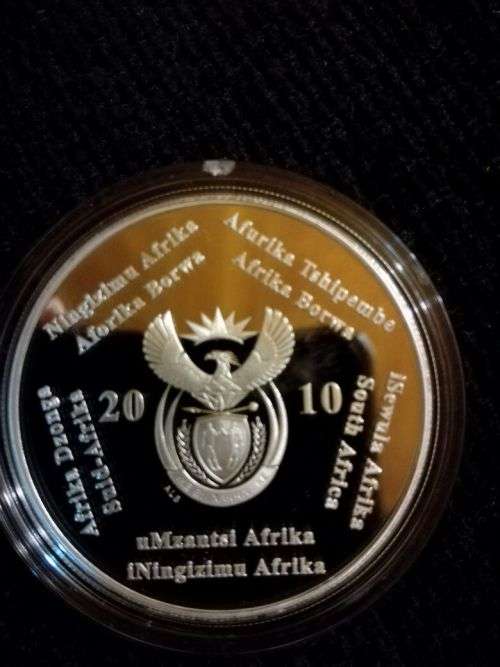 Ningizimu Afrika
Aforika Borwa
Afurika Tshipembe
Afrika Borwa
20 10
iSewula Afrika
South Africa
Afrika Dzonga
Suid-Afrika
uMzantsi Afrika
iNingizimu Afrika